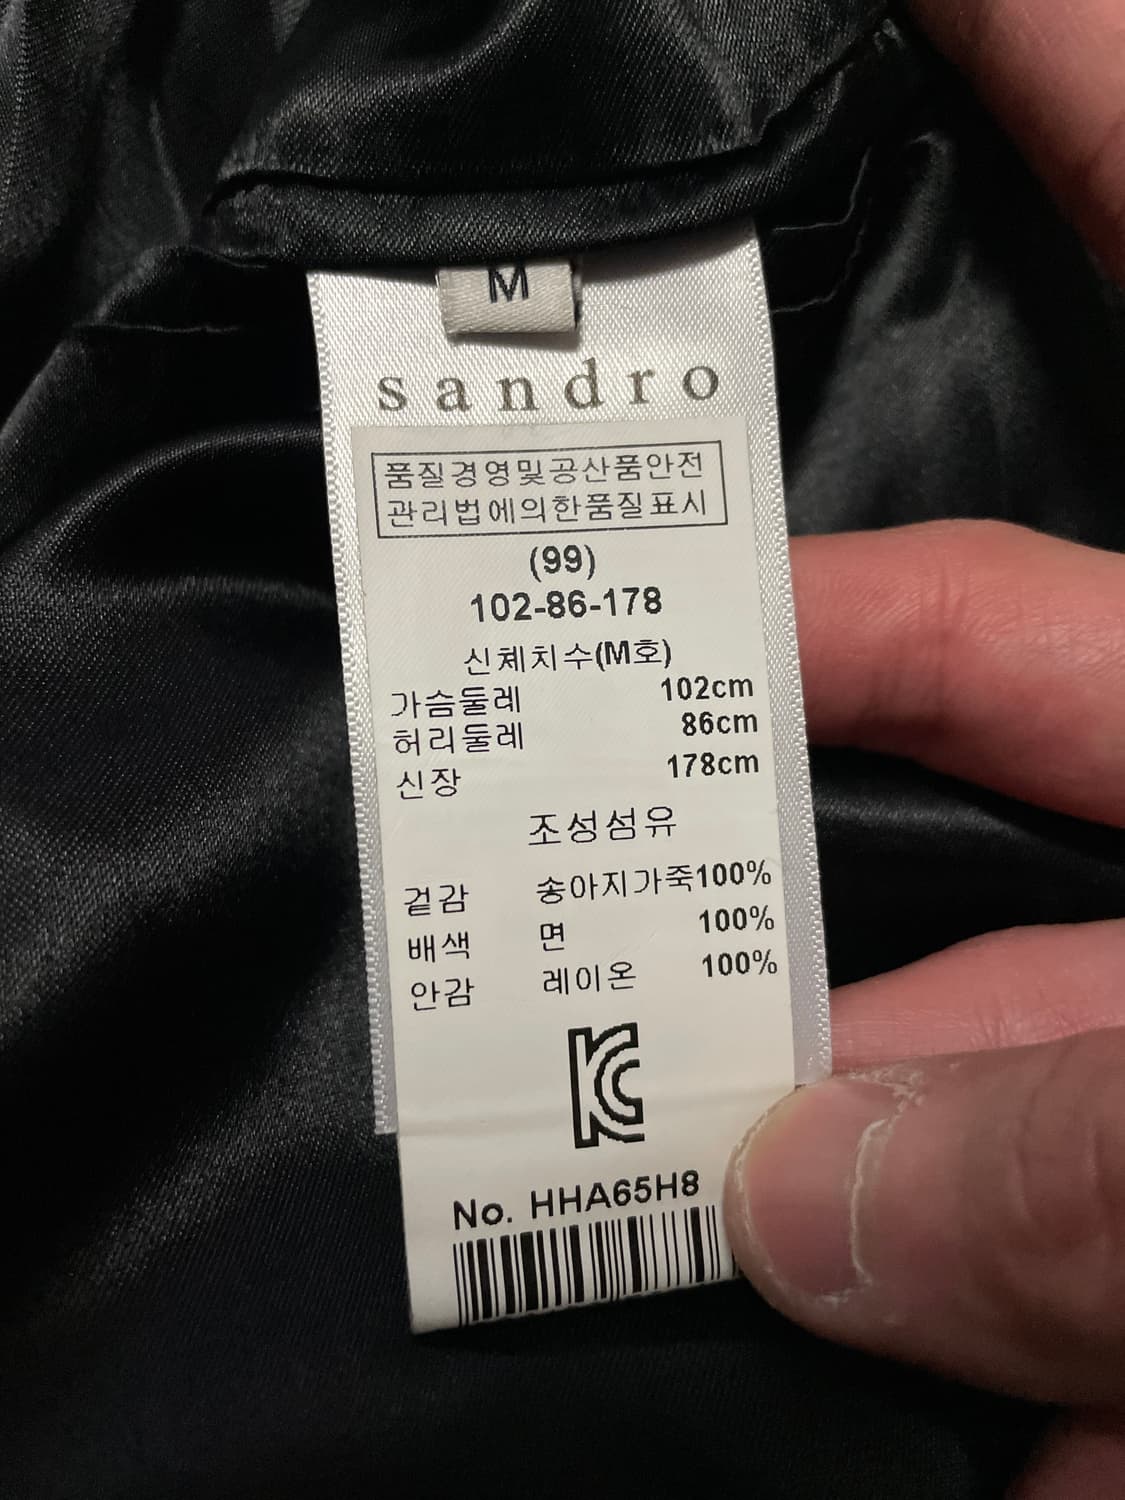 M
sandro
품질경영및공산품안전
관리법에의한품질표시
(99)
102-86-178
신체치수(M호)
가슴둘레 102cm
허리둘레 86cm
신장 178cm
조성섬유
겉감 송아지가죽100%
배색 면 100%
안감 레이온 100%
KC
No. HHA65H8